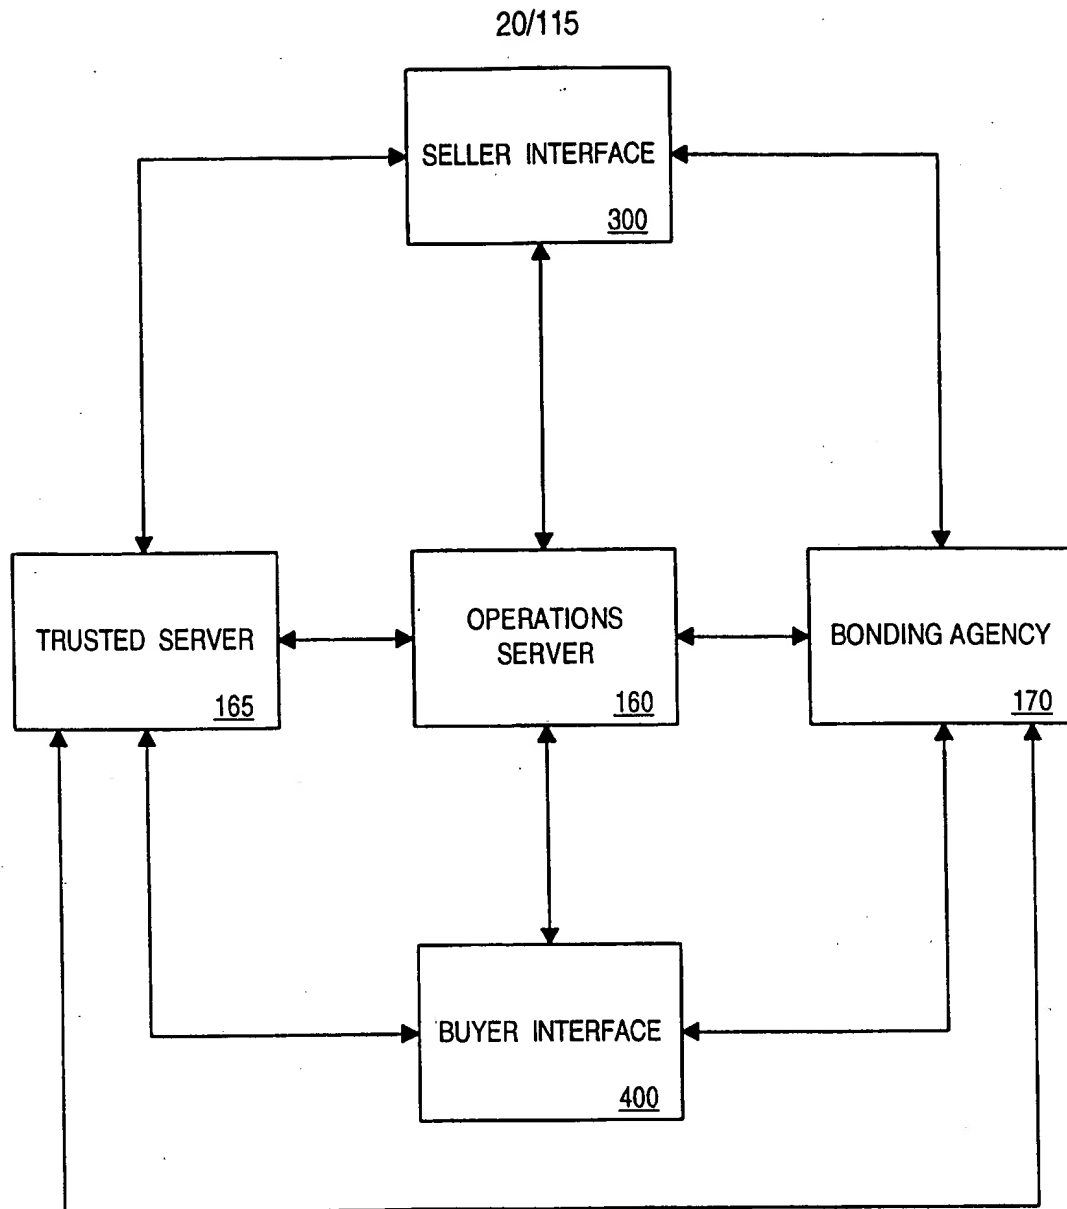 20/115
SELLER INTERFACE
300
TRUSTED SERVER
165
OPERATIONS
SERVER
160
BONDING AGENCY
170
BUYER INTERFACE
400